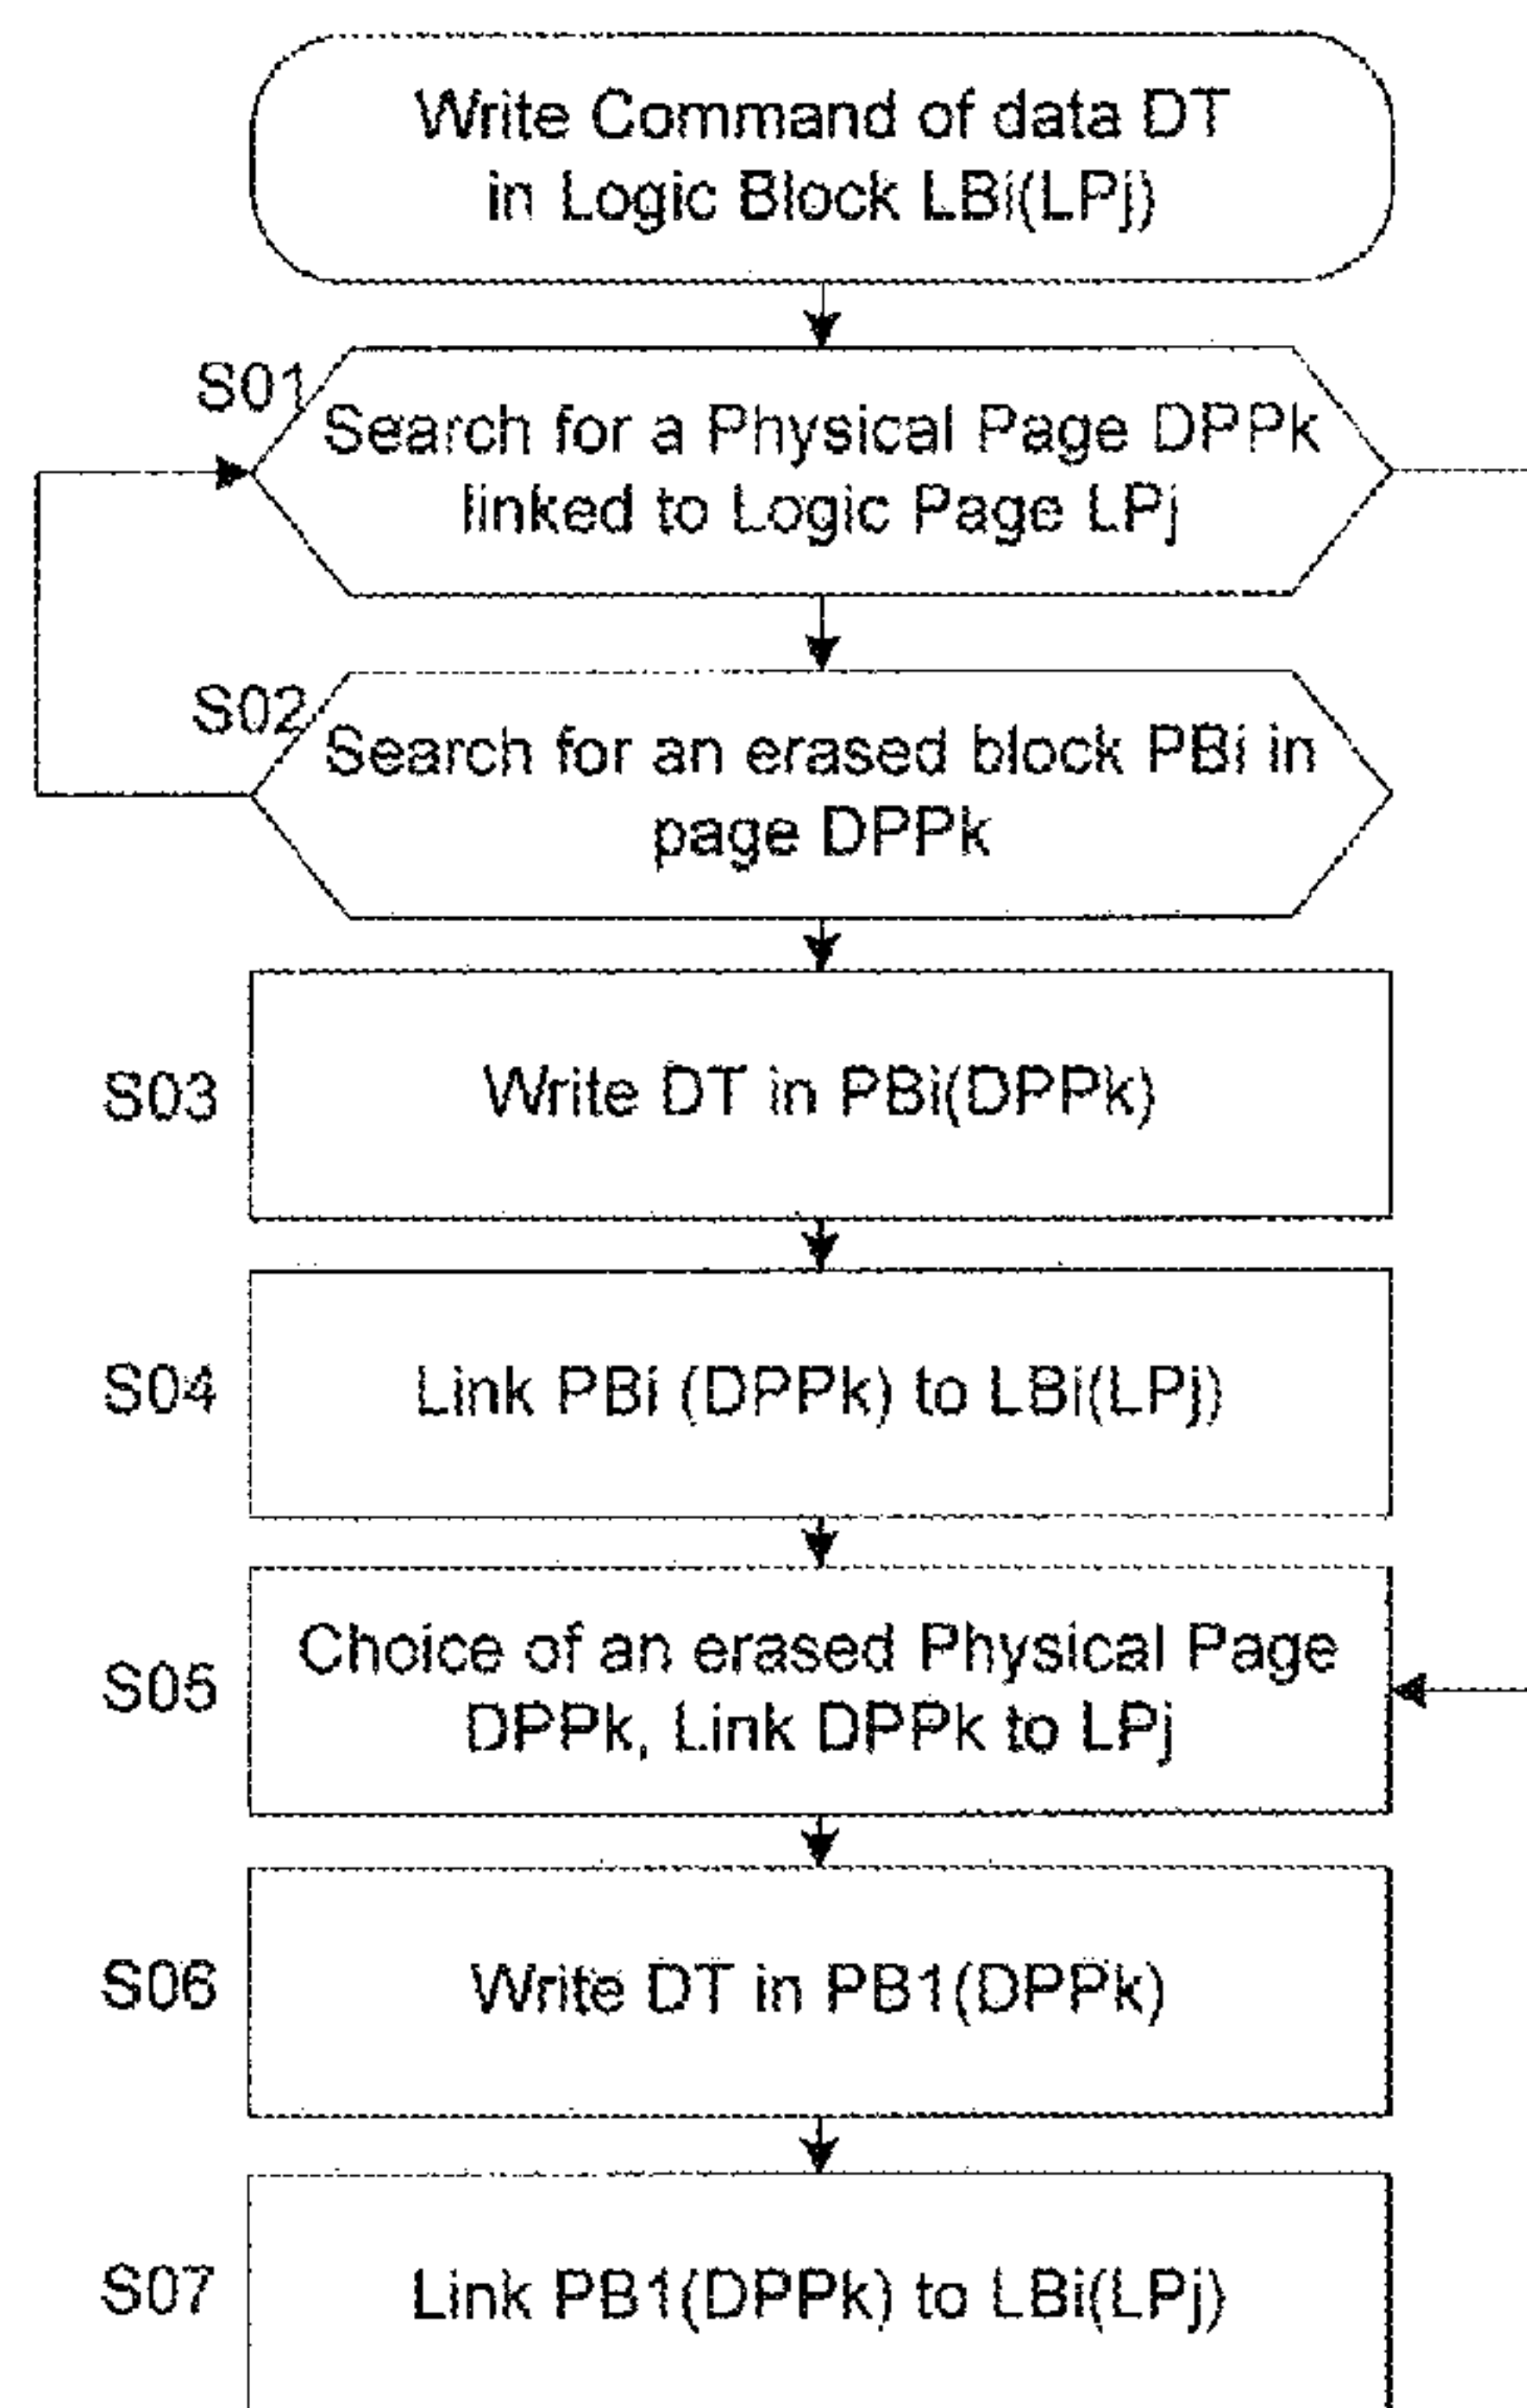 Write Command of data DT
in Logic Block LBi(LPj)
S01
Search for a Physical Page DPPk
linked to Logic Page LPj
S02
Search for an erased block PBi in
page DPPk
S03
Write DT in PBi(DPPk)
S04
Link PBi (DPPk) to LBi(LPj)
S05
Choice of an erased Physical Page
DPPk, Link DPPk to LPj
S06
Write DT in PB1(DPPk)
S07
Link PB1(DPPk) to LBi(LPj)